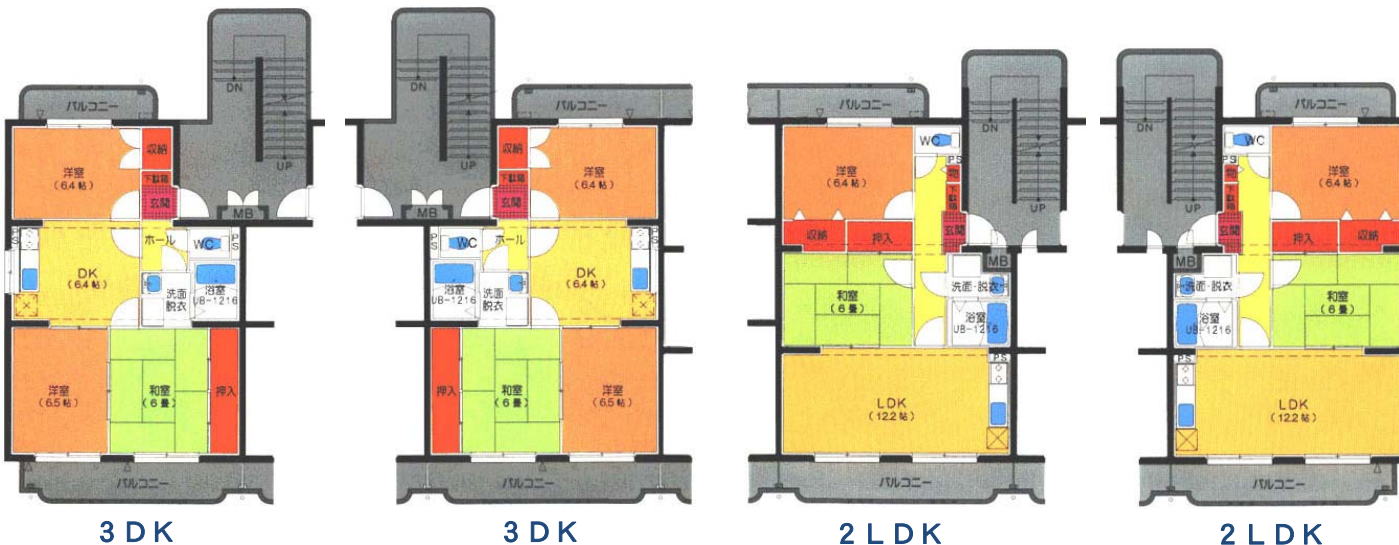 バルコニー
DN
UP
洋室
(6.4 帖)
収納
下駄箱
玄関
MB
PS
ホール
WC
DK
(6.4 帖)
洗面
脱衣
浴室
UB-1216
洋室
(6.5 帖)
和室
(6 畳)
押入
バルコニー
3DK
バルコニー
DN
UP
収納
下駄箱
玄関
洋室
(6.4 帖)
MB
PS
WC
ホール
DK
(6.4 帖)
PS
浴室
UB-1216
洗面
脱衣
押入
和室
(6 畳)
洋室
(6.5 帖)
バルコニー
3DK
バルコニー
DN
UP
洋室
(6.4 帖)
WC
PS
物
下駄箱
玄関
収納
押入
MB
和室
(6 畳)
洗面・脱衣
浴室
UB-1216
PS
LDK
(12.2 帖)
バルコニー
2LDK
バルコニー
DN
UP
WC
PS
物
下駄箱
玄関
洋室
(6.4 帖)
押入
収納
MB
洗面・脱衣
和室
(6 畳)
浴室
UB-1216
PS
LDK
(12.2 帖)
バルコニー
2LDK